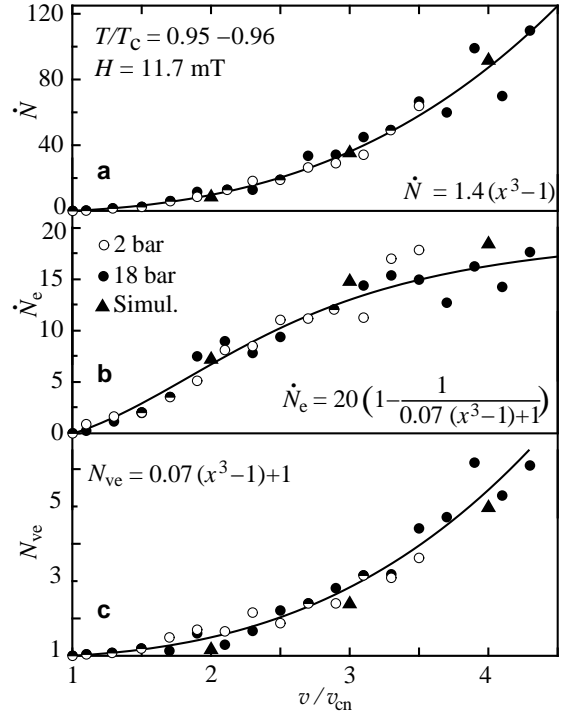 120
80
40
0
Ṅ
T/Tc = 0.95 –0.96
H = 11.7 mT
a
Ṅ = 1.4 (x³–1)
20
15
10
5
0
Ṅe
○ 2 bar
● 18 bar
▲ Simul.
b
Ṅe = 20 (1– 1/(0.07 (x³–1)+1))
5
3
1
Nve
Nve = 0.07 (x³–1)+1
c
1 2 3 4
v/vcn